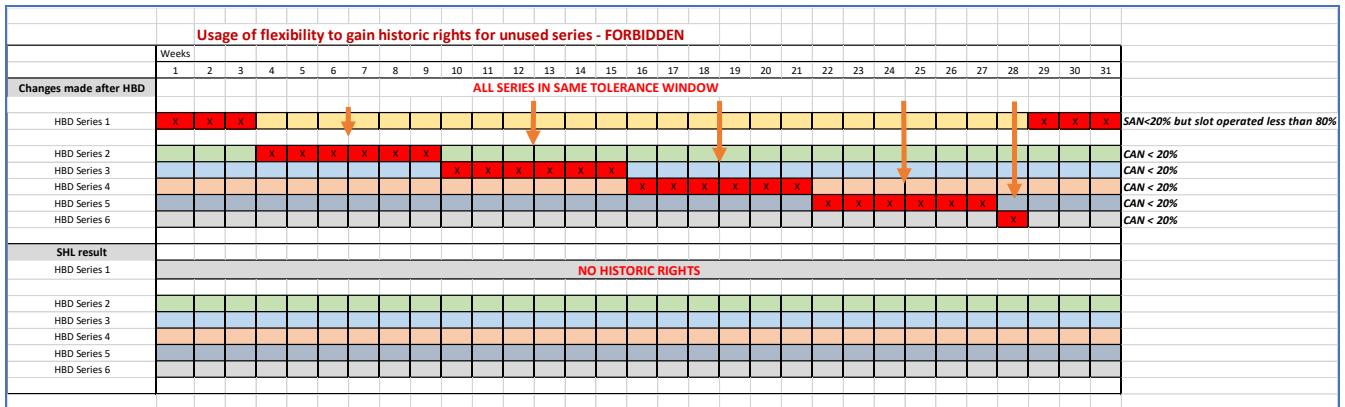 Usage of flexibility to gain historic rights for unused series - FORBIDDEN
Weeks
1 2 3 4 5 6 7 8 9 10 11 12 13 14 15 16 17 18 19 20 21 22 23 24 25 26 27 28 29 30 31
Changes made after HBD ALL SERIES IN SAME TOLERANCE WINDOW
HBD Series 1 X X X X X X SAN<20% but slot operated less than 80%
HBD Series 2 X X X X X X CAN < 20%
HBD Series 3 X X X X X X CAN < 20%
HBD Series 4 X X X X X X CAN < 20%
HBD Series 5 X X X X X X CAN < 20%
HBD Series 6 X CAN < 20%
SHL result
HBD Series 1 NO HISTORIC RIGHTS
HBD Series 2
HBD Series 3
HBD Series 4
HBD Series 5
HBD Series 6